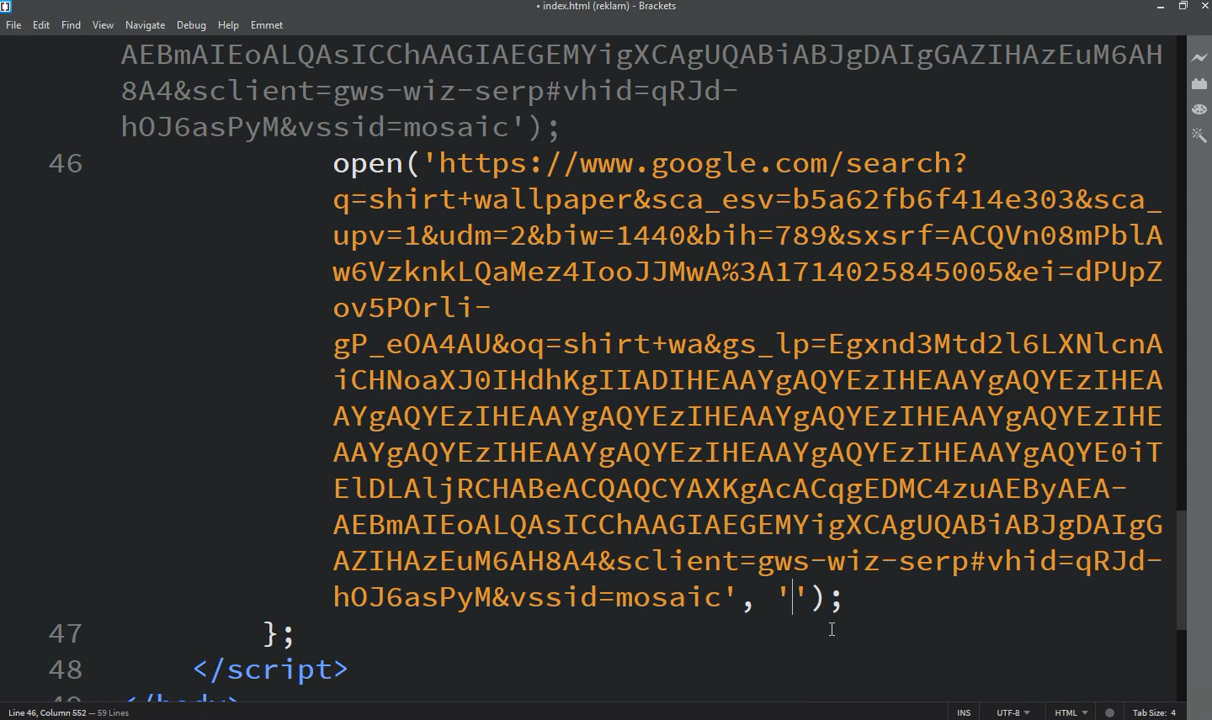 • index.html (reklam) - Brackets
File Edit Find View Navigate Debug Help Emmet
AEBmAIEoALQAsICChAAGIAEGEMYigXCAgUQABiABJgDAIgGAZIHAzEuM6AH
8A4&sclient=gws-wiz-serp#vhid=qRJd-
hOJ6asPyM&vssid=mosaic');
46 open('https://www.google.com/search?
q=shirt+wallpaper&sca_esv=b5a62fb6f414e303&sca_
upv=1&udm=2&biw=1440&bih=789&sxsrf=ACQVn08mPblA
w6VzknkLQaMez4IooJJMwA%3A1714025845005&ei=dPUpZ
ov5POrli-
gP_eOA4AU&oq=shirt+wa&gs_lp=Egxnd3Mtd2l6LXNlcnA
iCHNoaXJ0IHdhKgIIADIHEAAYgAQYEzIHEAAYgAQYEzIHEA
AYgAQYEzIHEAAYgAQYEzIHEAAYgAQYEzIHEAAYgAQYEzIHE
AAYgAQYEzIHEAAYgAQYEzIHEAAYgAQYEzIHEAAYgAQYE0iT
ElDLAljRCHABeACQAQCYAXKgAcACqgEDMC4zuAEByAEA-
AEBmAIEoALQAsICChAAGIAEGEMYigXCAgUQABiABJgDAIgG
AZIHAzEuM6AH8A4&sclient=gws-wiz-serp#vhid=qRJd-
hOJ6asPyM&vssid=mosaic', '');
47 };
48 </script>
Line 46, Column 552 — 59 Lines
INS UTF-8 HTML Tab Size: 4